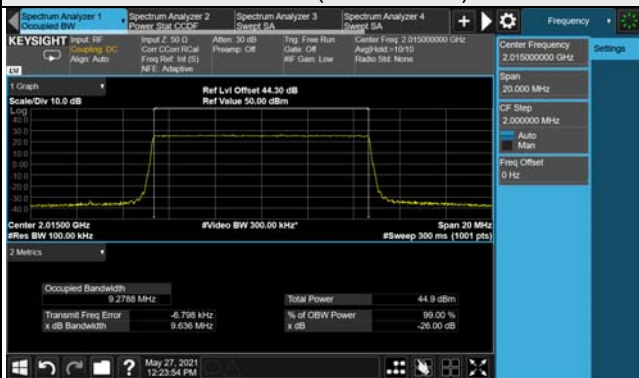 Spectrum Analyzer 1
Occupied BW
Spectrum Analyzer 2
Power Stat CCDF
Spectrum Analyzer 3
Swept SA
Spectrum Analyzer 4
Swept SA
Frequency
KEYSIGHT
Input: RF
Coupling: DC
Align: Auto
Input Z: 50 Ω
Corr CCorr RCal
Freq Ref: Int (S)
NFE: Adaptive
Atten: 30 dB
Preamp: Off
Trig: Free Run
Gate: Off
#IF Gain: Low
Center Freq: 2.015000000 GHz
Avg|Hold:>10/10
Radio Std: None
Center Frequency
2.015000000 GHz
Settings
Span
20.000 MHz
CF Step
2.000000 MHz
Auto
Man
Freq Offset
0 Hz
1 Graph
Scale/Div 10.0 dB
Ref Lvl Offset 44.30 dB
Ref Value 50.00 dBm
Log
40.0
30.0
20.0
10.0
0.00
-10.0
-20.0
-30.0
-40.0
Center 2.01500 GHz
#Res BW 100.00 kHz
#Video BW 300.00 kHz*
Span 20 MHz
#Sweep 300 ms (1001 pts)
2 Metrics
Occupied Bandwidth
9.2788 MHz
Total Power
44.9 dBm
Transmit Freq Error
-6.798 kHz
% of OBW Power
99.00 %
x dB Bandwidth
9.636 MHz
x dB
-26.00 dB
May 27, 2021
12:23:54 PM